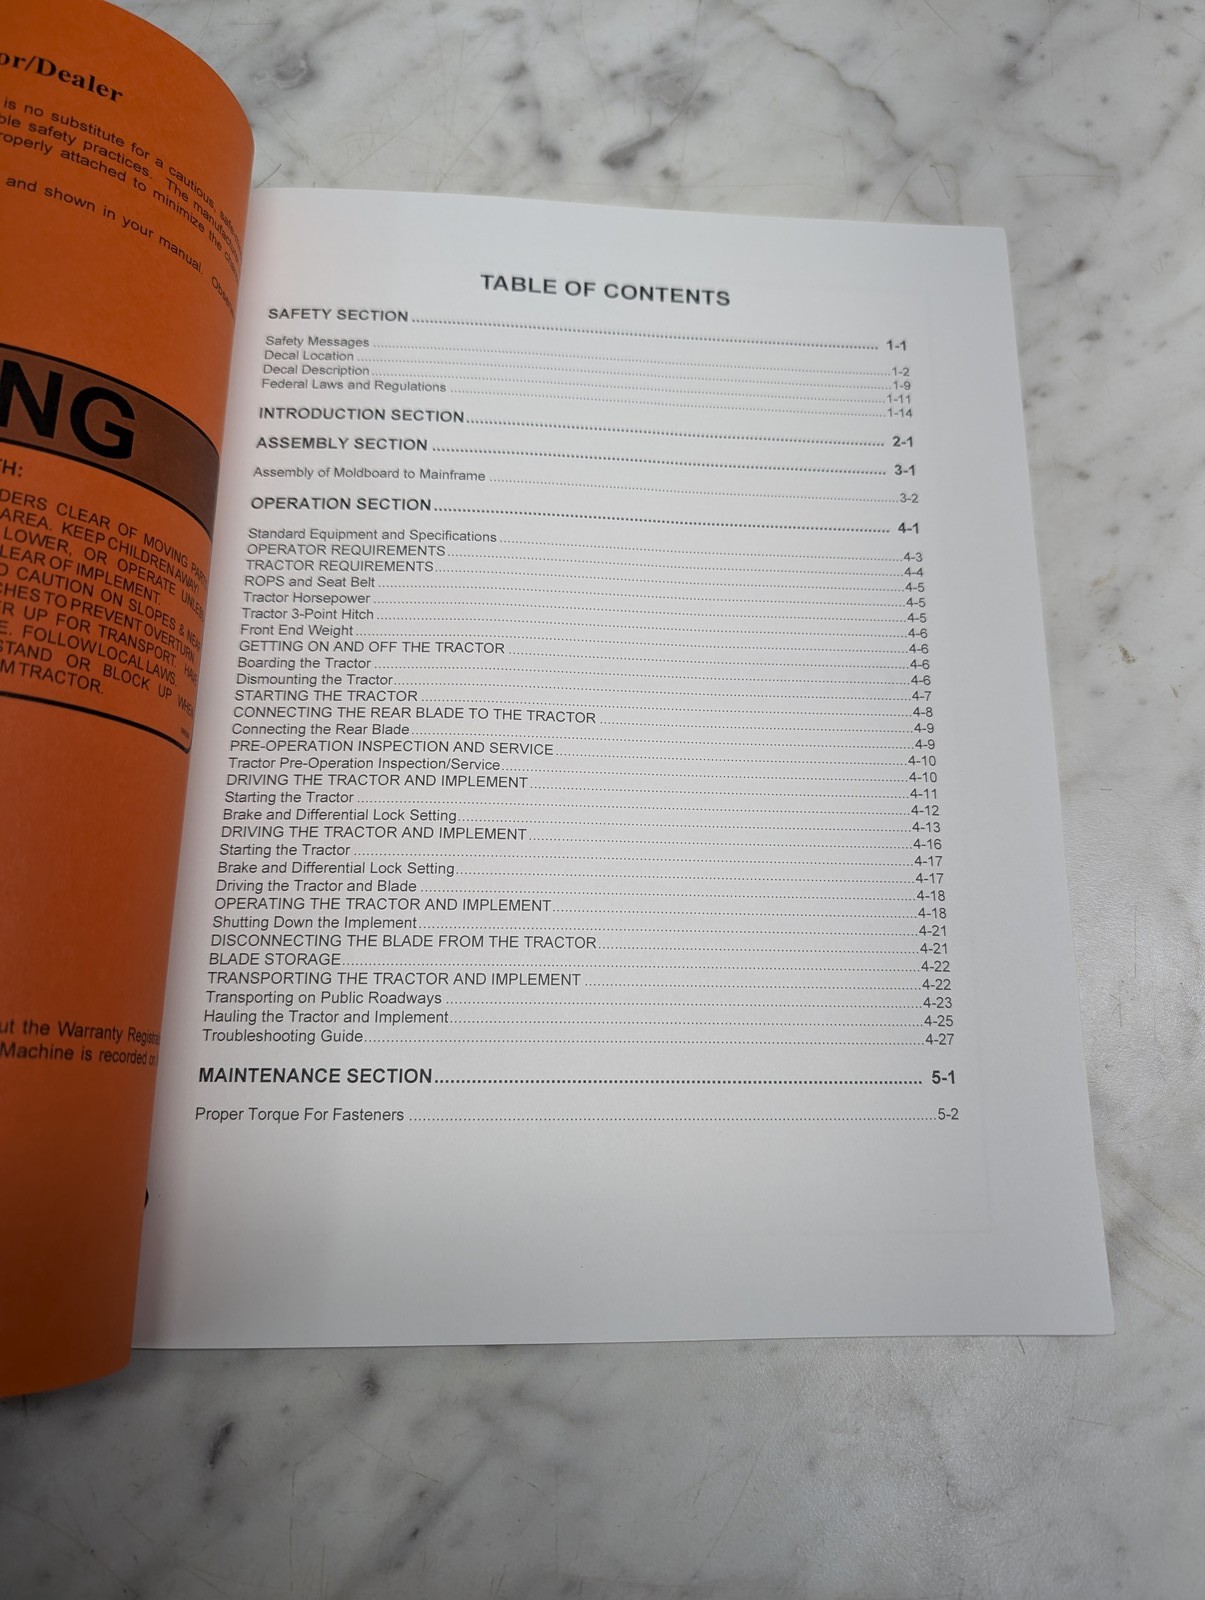 or/Dealer
is no substitute for a cautious,
ble safety practices. The
roperly attached to minimize the
and shown in your manual.
NG
TH:
DERS CLEAR OF MOVING
AREA. KEEP CHILDREN AWAY!
LOWER, OR OPERATE UNLESS
LEAR OF IMPLEMENT.
D CAUTION ON SLOPES &
CHES TO PREVENT OVERTURN
ER UP FOR TRANSPORT.
E. FOLLOW LOCAL LAWS.
STAND OR BLOCK UP WHEN
M TRACTOR.
ut the Warranty
Machine is recorded
TABLE OF CONTENTS
SAFETY SECTION ........ 1-1
Safety Messages ........ 1-2
Decal Location ........ 1-9
Decal Description ........ 1-11
Federal Laws and Regulations ........ 1-14
INTRODUCTION SECTION ........ 2-1
ASSEMBLY SECTION ........ 3-1
Assembly of Moldboard to Mainframe ........ 3-2
OPERATION SECTION ........ 4-1
Standard Equipment and Specifications ........ 4-3
OPERATOR REQUIREMENTS ........ 4-4
TRACTOR REQUIREMENTS ........ 4-5
ROPS and Seat Belt ........ 4-5
Tractor Horsepower ........ 4-5
Tractor 3-Point Hitch ........ 4-6
Front End Weight ........ 4-6
GETTING ON AND OFF THE TRACTOR ........ 4-6
Boarding the Tractor ........ 4-6
Dismounting the Tractor ........ 4-7
STARTING THE TRACTOR ........ 4-8
CONNECTING THE REAR BLADE TO THE TRACTOR ........ 4-9
Connecting the Rear Blade ........ 4-9
PRE-OPERATION INSPECTION AND SERVICE ........ 4-10
Tractor Pre-Operation Inspection/Service ........ 4-10
DRIVING THE TRACTOR AND IMPLEMENT ........ 4-11
Starting the Tractor ........ 4-12
Brake and Differential Lock Setting ........ 4-13
DRIVING THE TRACTOR AND IMPLEMENT ........ 4-16
Starting the Tractor ........ 4-17
Brake and Differential Lock Setting ........ 4-17
Driving the Tractor and Blade ........ 4-18
OPERATING THE TRACTOR AND IMPLEMENT ........ 4-18
Shutting Down the Implement ........ 4-21
DISCONNECTING THE BLADE FROM THE TRACTOR ........ 4-21
BLADE STORAGE ........ 4-22
TRANSPORTING THE TRACTOR AND IMPLEMENT ........ 4-22
Transporting on Public Roadways ........ 4-23
Hauling the Tractor and Implement ........ 4-25
Troubleshooting Guide ........ 4-27
MAINTENANCE SECTION ........ 5-1
Proper Torque For Fasteners ........ 5-2